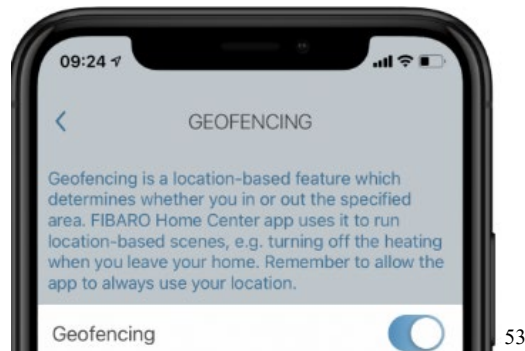 09:24
GEOFENCING
Geofencing is a location-based feature which
determines whether you in or out the specified
area. FIBARO Home Center app uses it to run
location-based scenes, e.g. turning off the heating
when you leave your home. Remember to allow the
app to always use your location.
Geofencing
53